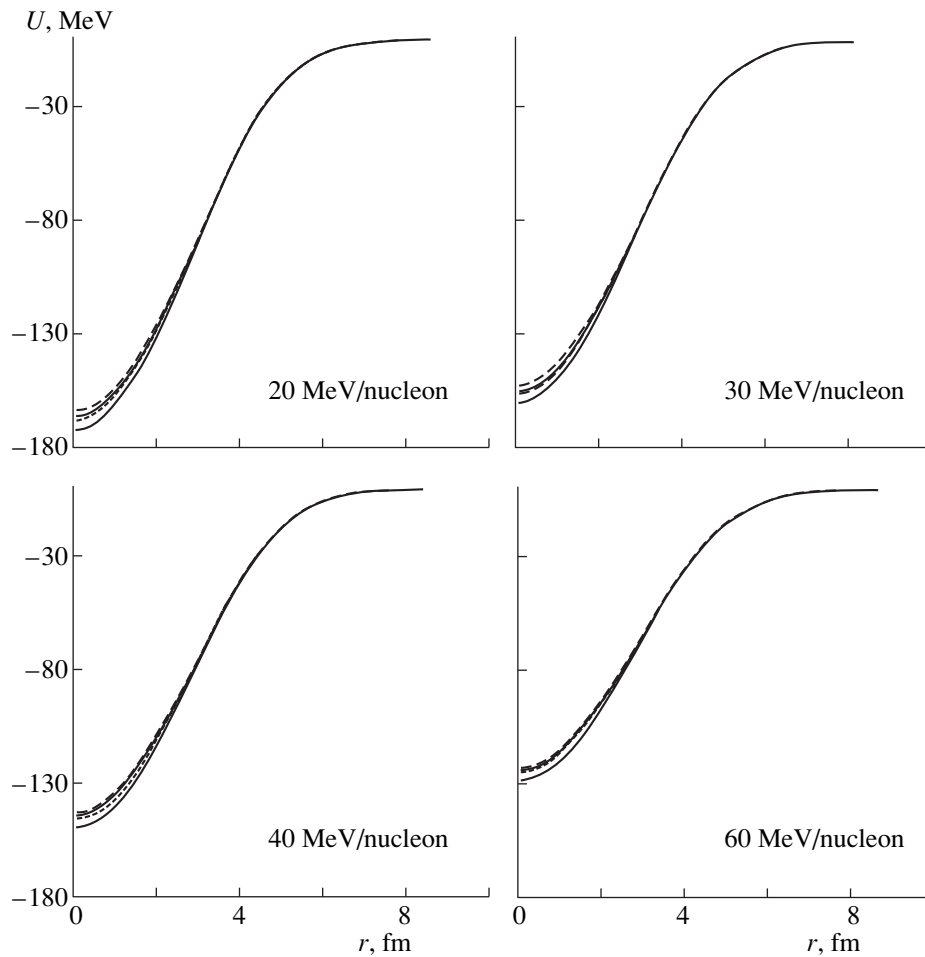 U, MeV
−30
−80
−130
−180
20 MeV/nucleon
30 MeV/nucleon
−30
−80
−130
−180
40 MeV/nucleon
60 MeV/nucleon
0 4 8 0 4 8
r, fm r, fm